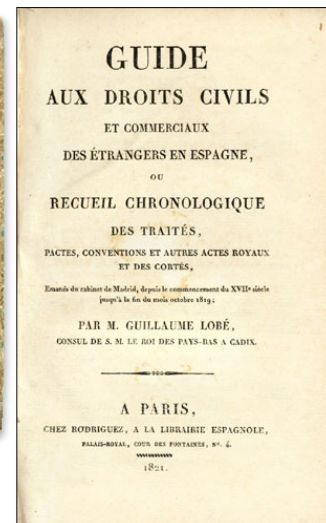 GUIDE
AUX DROITS CIVILS
ET COMMERCIAUX
DES ÉTRANGERS EN ESPAGNE,
OU
RECUEIL CHRONOLOGIQUE
DES TRAITÉS,
PACTES, CONVENTIONS ET AUTRES ACTES ROYAUX
ET DES CORTÉS,
Émanés du cabinet de Madrid, depuis le commencement du XVIIe siècle
jusqu'à la fin du mois octobre 1819;
PAR M. GUILLAUME LOBÉ,
CONSUL DE S. M. LE ROI DES PAYS-BAS A CADIX.
A PARIS,
CHEZ RODRIGUEZ, A LA LIBRAIRIE ESPAGNOLE,
PALAIS-ROYAL, COUR DES FONTAINES, N°. 4.
1821.